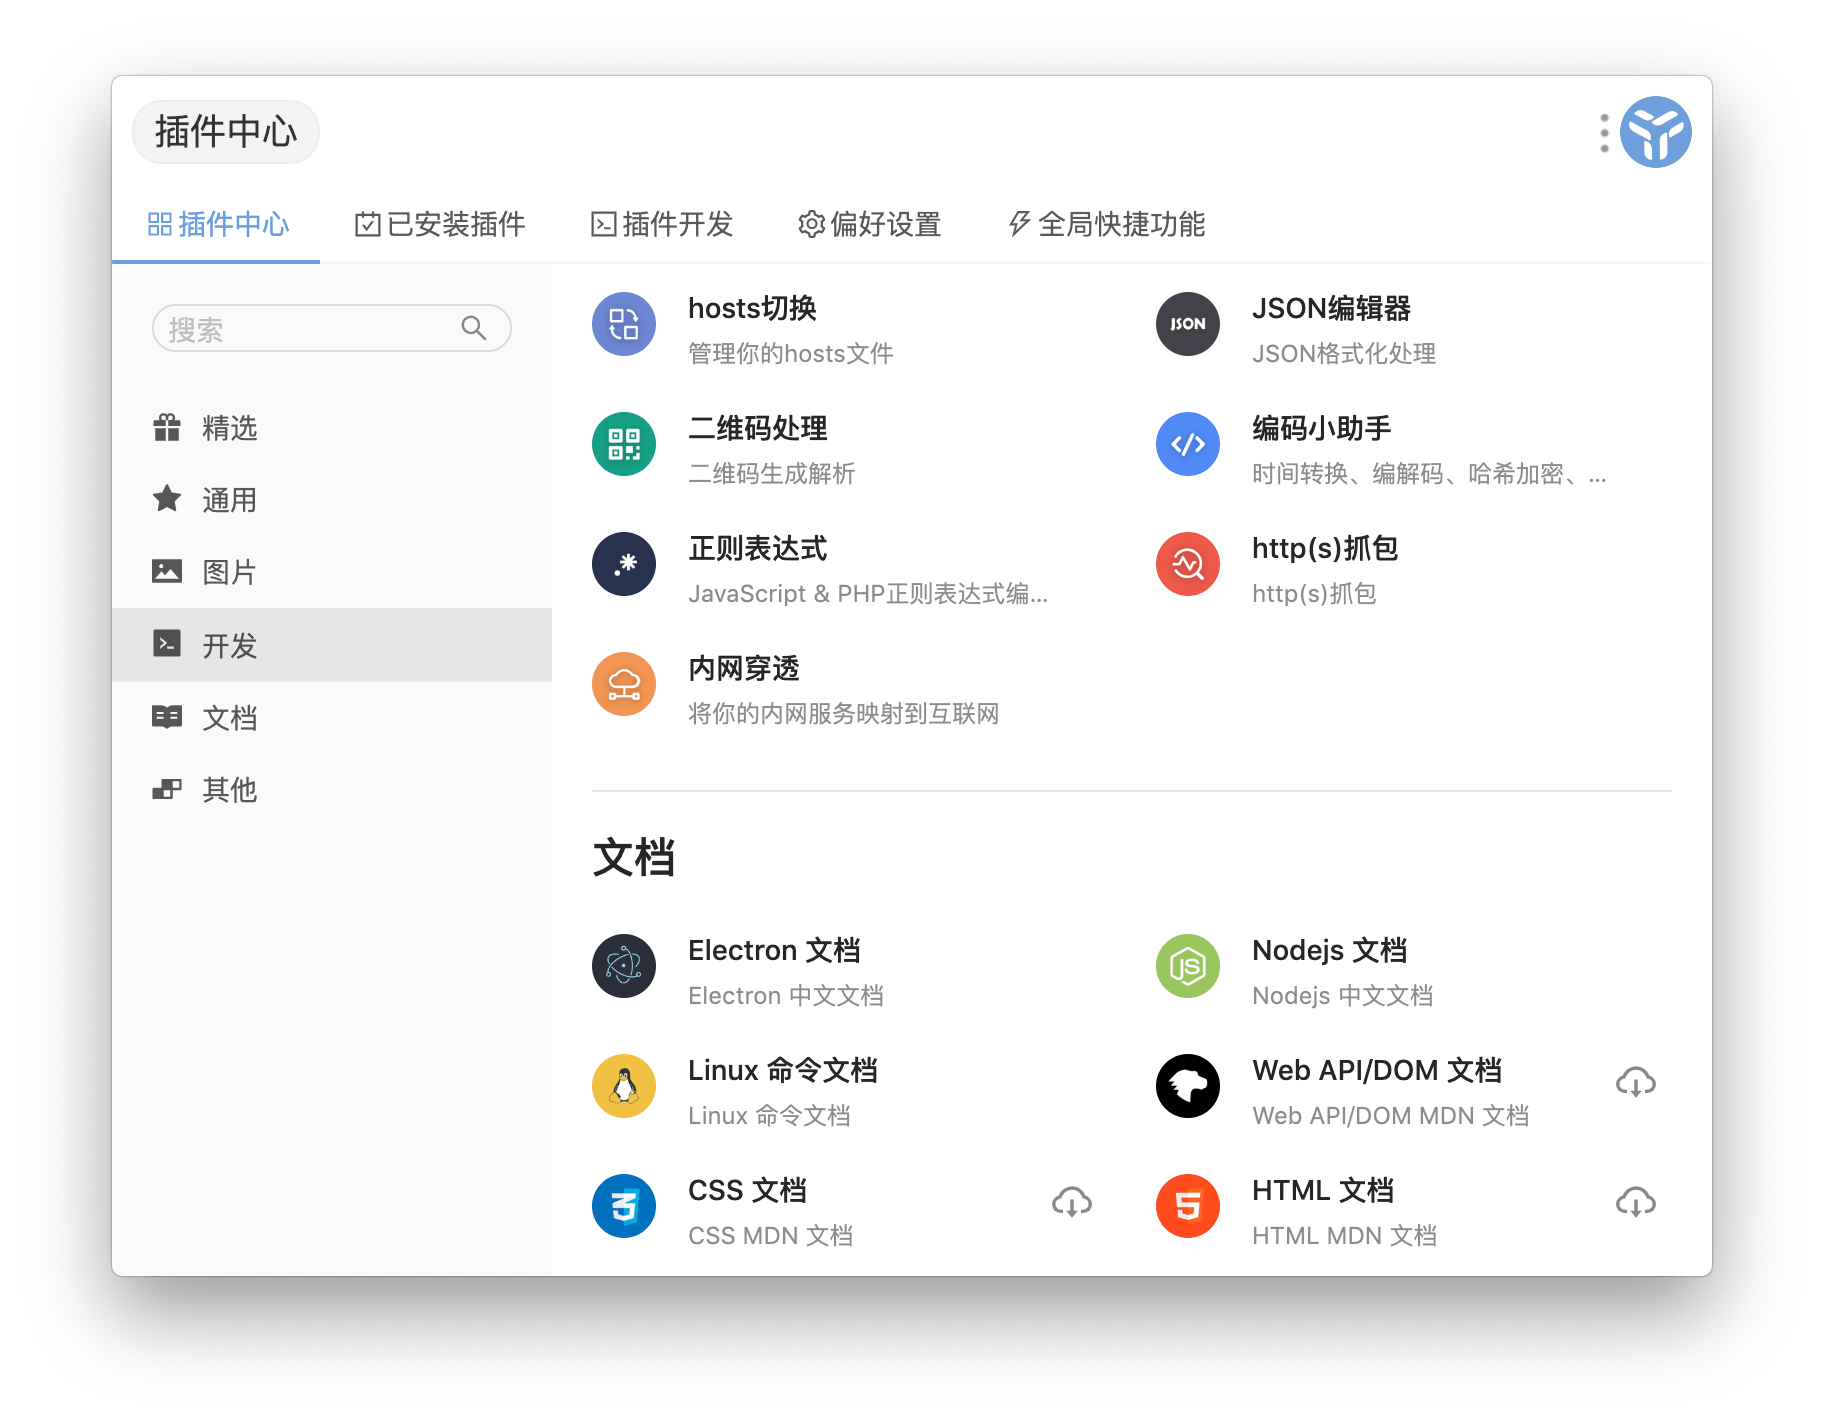 插件中心
插件中心
已安装插件
插件开发
偏好设置
全局快捷功能
搜索
精选
通用
图片
开发
文档
其他
hosts切换
管理你的hosts文件
JSON
JSON编辑器
JSON格式化处理
二维码处理
二维码生成解析
编码小助手
时间转换、编解码、哈希加密、...
正则表达式
JavaScript & PHP正则表达式编...
http(s)抓包
http(s)抓包
内网穿透
将你的内网服务映射到互联网
文档
Electron 文档
Electron 中文文档
JS
Nodejs 文档
Nodejs 中文文档
Linux 命令文档
Linux 命令文档
Web API/DOM 文档
Web API/DOM MDN 文档
3
CSS 文档
CSS MDN 文档
5
HTML 文档
HTML MDN 文档